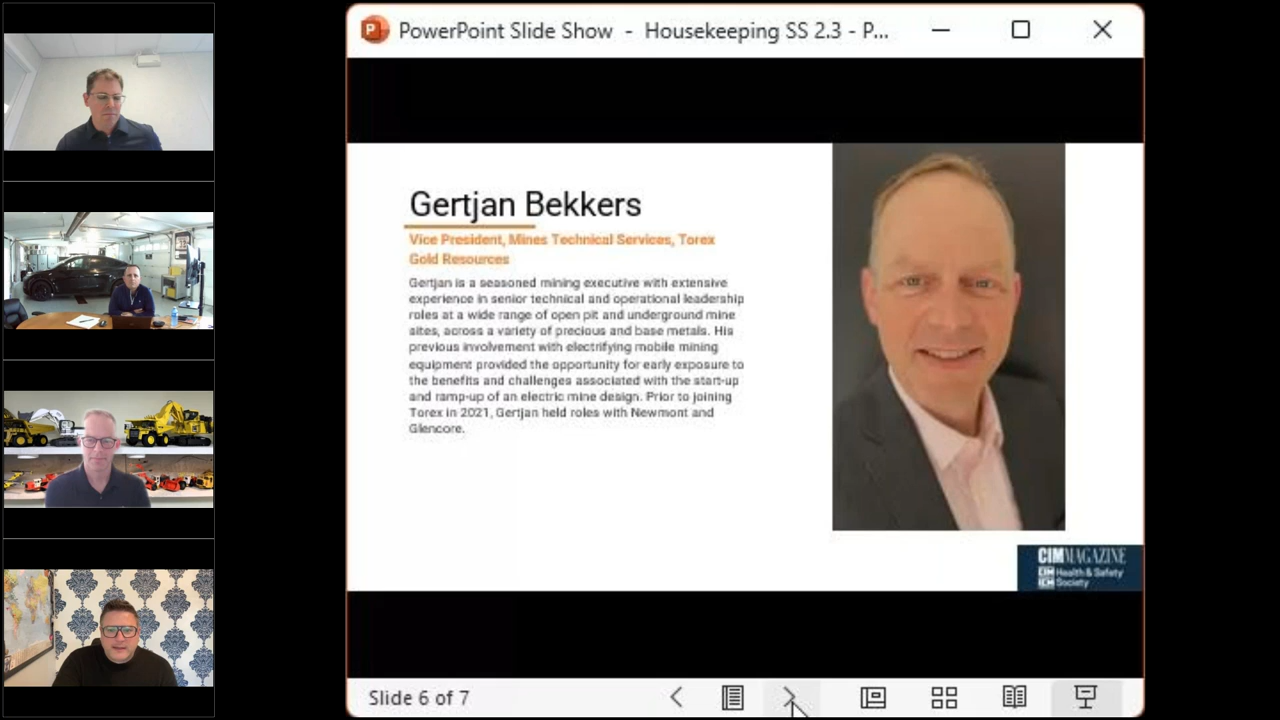 PowerPoint Slide Show - Housekeeping SS 2.3 - P...
Gertjan Bekkers
Vice President, Mines Technical Services, Torex
Gold Resources
Gertjan is a seasoned mining executive with extensive
experience in senior technical and operational leadership
roles at a wide range of open pit and underground mine
sites, across a variety of precious and base metals. His
previous involvement with electrifying mobile mining
equipment provided the opportunity for early exposure to
the benefits and challenges associated with the start-up
and ramp-up of an electric mine design. Prior to joining
Torex in 2021, Gertjan held roles with Newmont and
Glencore.
CIMMAGAZINE
CIM Health & Safety
ICM Society
Slide 6 of 7